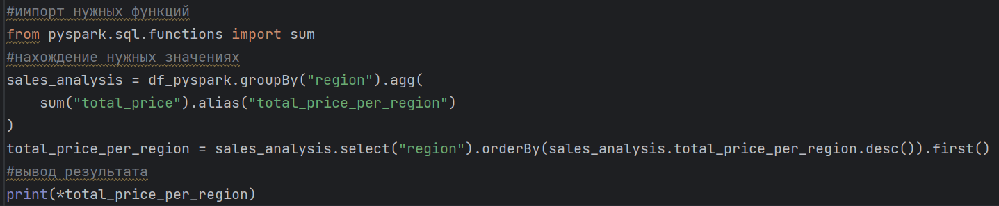 #импорт нужных функций
from pyspark.sql.functions import sum
#нахождение нужных значениях
sales_analysis = df_pyspark.groupBy("region").agg(
    sum("total_price").alias("total_price_per_region")
)
total_price_per_region = sales_analysis.select("region").orderBy(sales_analysis.total_price_per_region.desc()).first()
#вывод результата
print(*total_price_per_region)